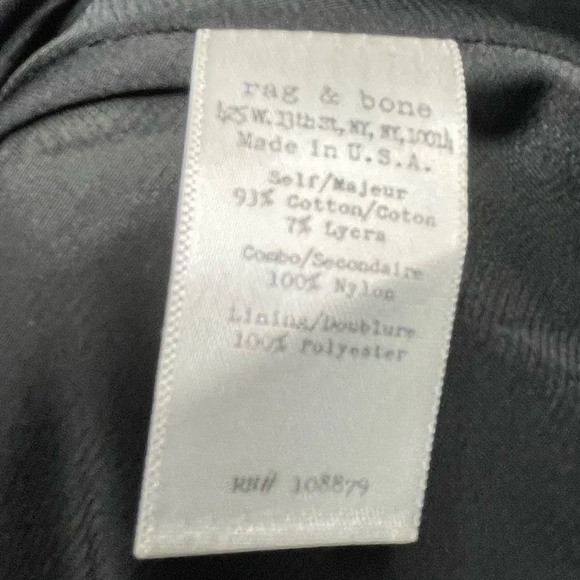 rag & bone
425 W. 13th St, NY, NY, 10014
Made in U.S.A.
Self/Majeur
93% Cotton/Coton
7% Lycra
Combo/Secondaire
100% Nylon
Lining/Doublure
100% Polyester
RN# 108879